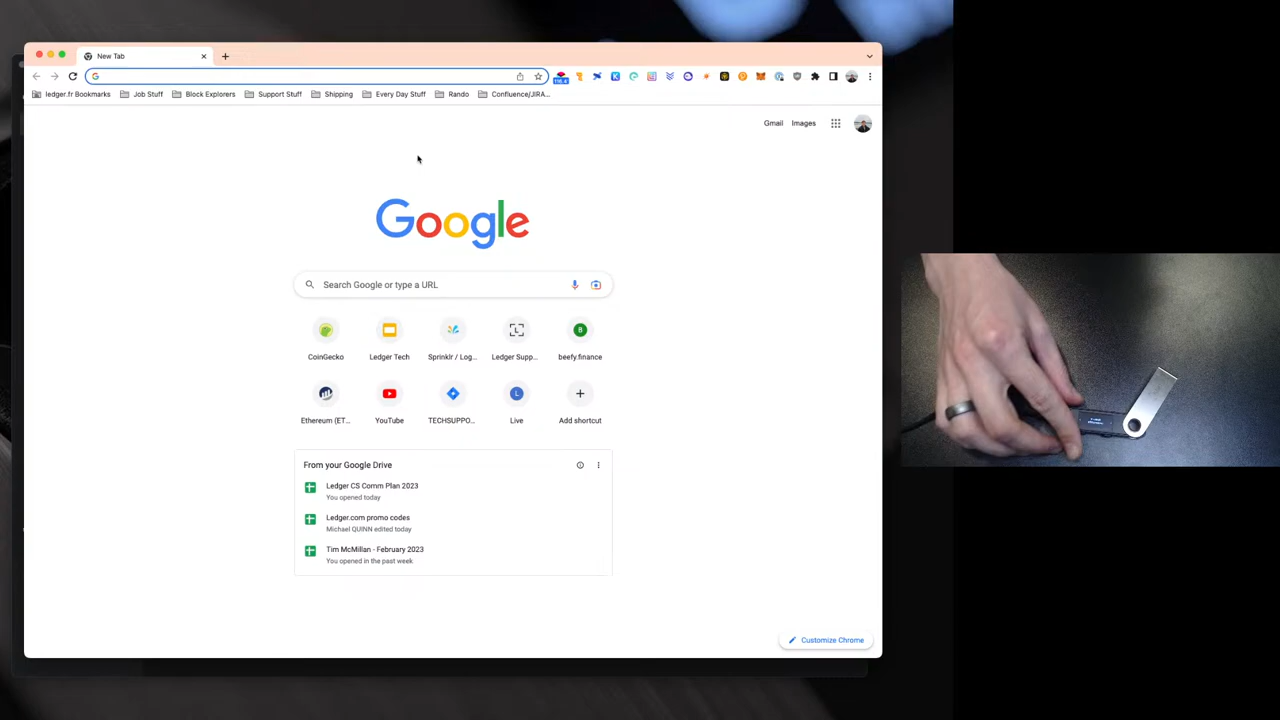 New Tab
ledger.fr Bookmarks
Job Stuff
Block Explorers
Support Stuff
Shipping
Every Day Stuff
Rando
Confluence/JIRA...
Gmail
Images
Google
Search Google or type a URL
CoinGecko
Ledger Tech
Sprinklr / Log...
Ledger Supp...
beefy.finance
Ethereum (ET...
YouTube
TECHSUPPO...
Live
Add shortcut
From your Google Drive
Ledger CS Comm Plan 2023
You opened today
Ledger.com promo codes
Michael QUINN edited today
Tim McMillan - February 2023
You opened in the past week
Customize Chrome